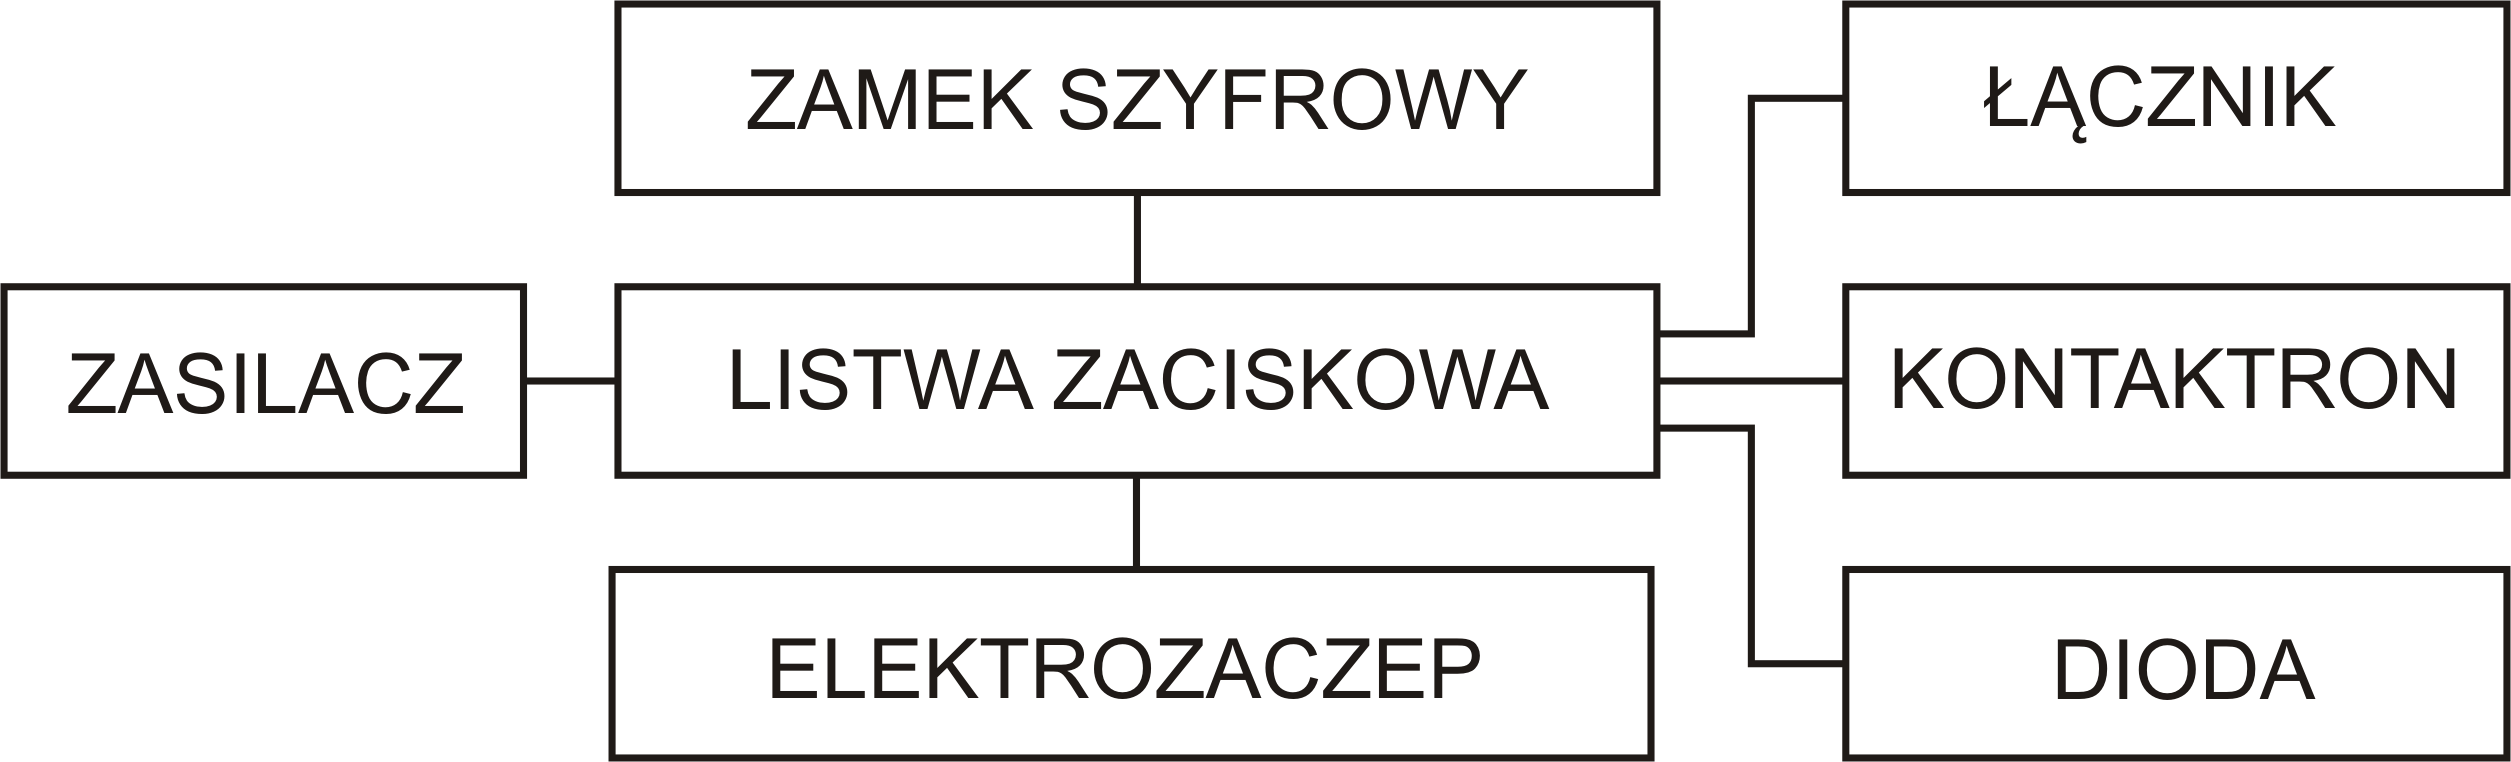 ZAMEK SZYFROWY
ŁĄCZNIK
ZASILACZ
LISTWA ZACISKOWA
KONTAKTRON
ELEKTROZACZEP
DIODA